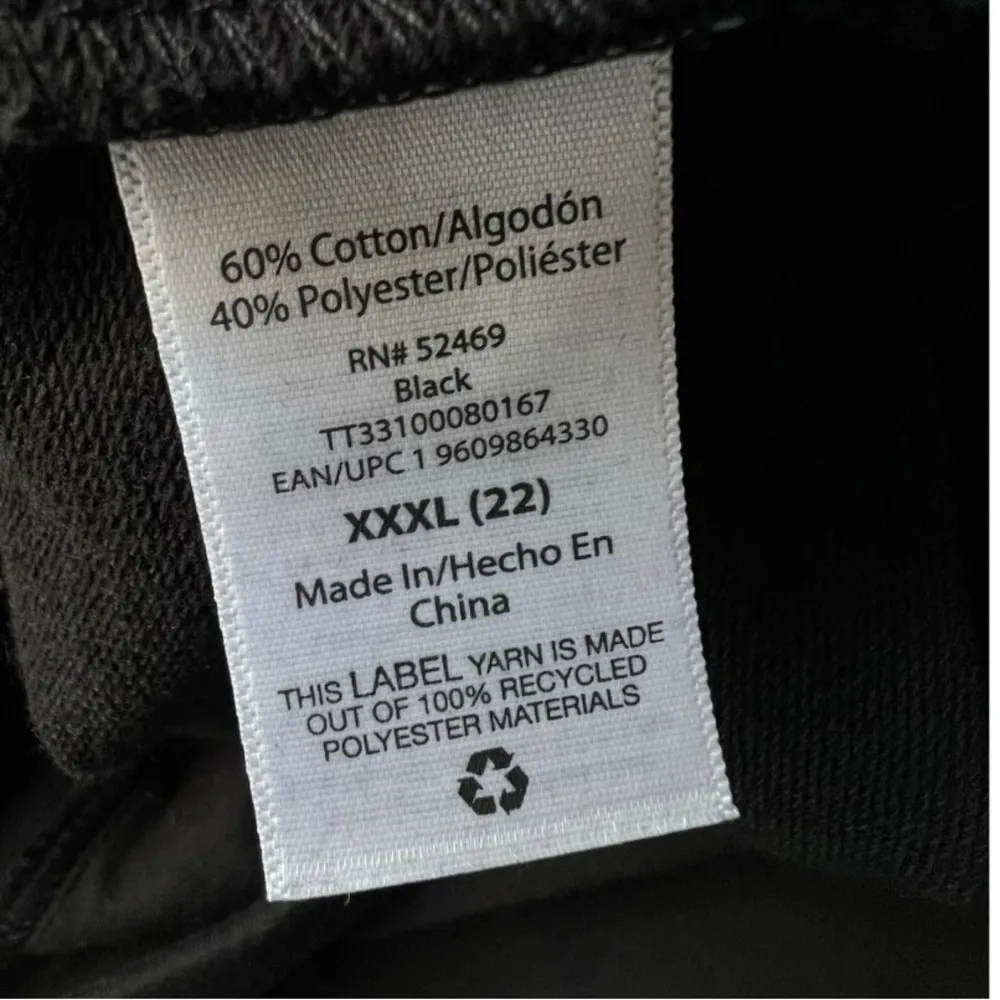 60% Cotton/Algodón
40% Polyester/Poliéster
RN# 52469
Black
TT33100080167
EAN/UPC 1 9609864330
XXXL (22)
Made In/Hecho En
China
THIS LABEL YARN IS MADE
OUT OF 100% RECYCLED
POLYESTER MATERIALS